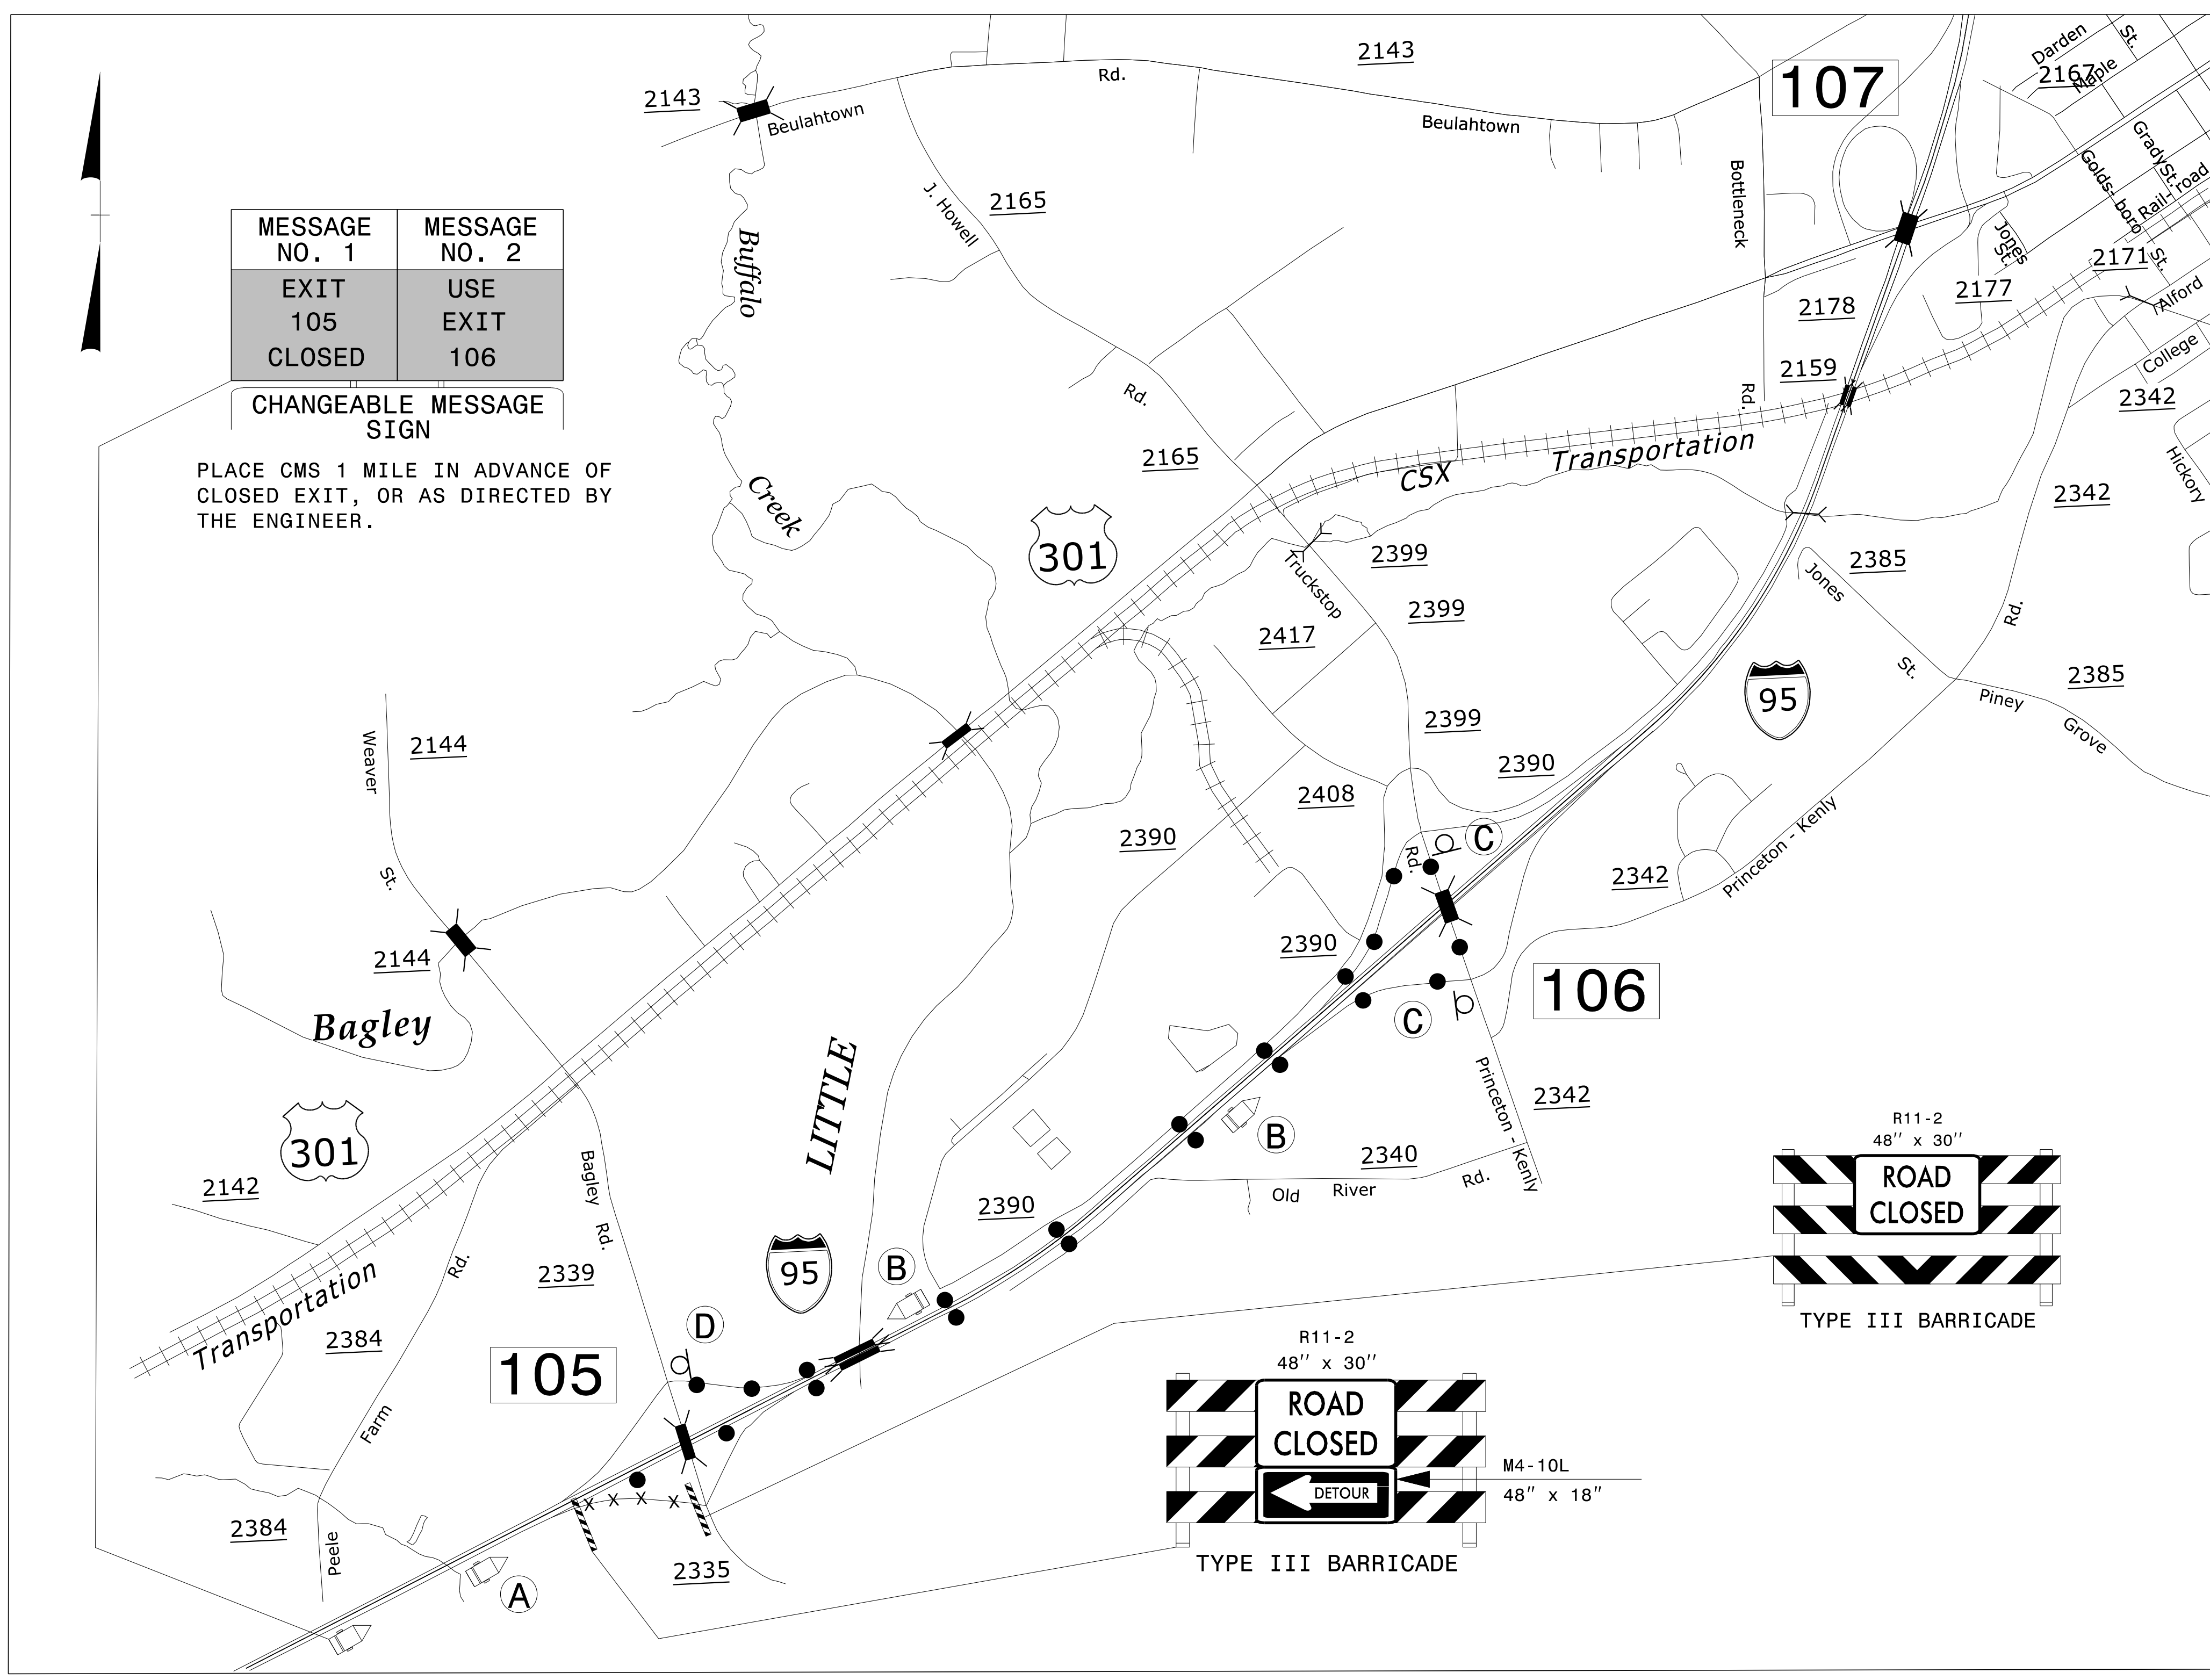 2143
2143
Beulahtown
Rd.
Beulahtown
107
Darden
St.
2167
Maple
Grady St.
Golds- boro
St.
Rail- road
Jones
St.
2171
Alford
College
2342
Hickory
2177
2178
2159
Bottleneck
Rd.
J. Howell
Rd.
2165
2165
Buffalo
Creek
MESSAGE
NO. 1
MESSAGE
NO. 2
EXIT
105
CLOSED
USE
EXIT
106
CHANGEABLE MESSAGE
SIGN
PLACE CMS 1 MILE IN ADVANCE OF
CLOSED EXIT, OR AS DIRECTED BY
THE ENGINEER.
301
CSX
Transportation
Truckstop
Rd.
2399
2399
2399
2417
2408
2390
2390
2390
2390
2342
2385
Jones
St.
Rd.
2385
Piney
Grove
95
Princeton - Kenly
2342
Weaver
St.
2144
2144
Bagley
301
2142
Transportation
LITTLE
C
C
106
Princeton - Kenly
2342
2340
Old
River
Rd.
B
B
95
D
105
Bagley
Rd.
2339
Rd.
Farm
Peele
2384
2384
2335
A
R11-2
48" x 30"
ROAD
CLOSED
TYPE III BARRICADE
R11-2
48" x 30"
ROAD
CLOSED
DETOUR
M4-10L
48" x 18"
TYPE III BARRICADE
X X X X